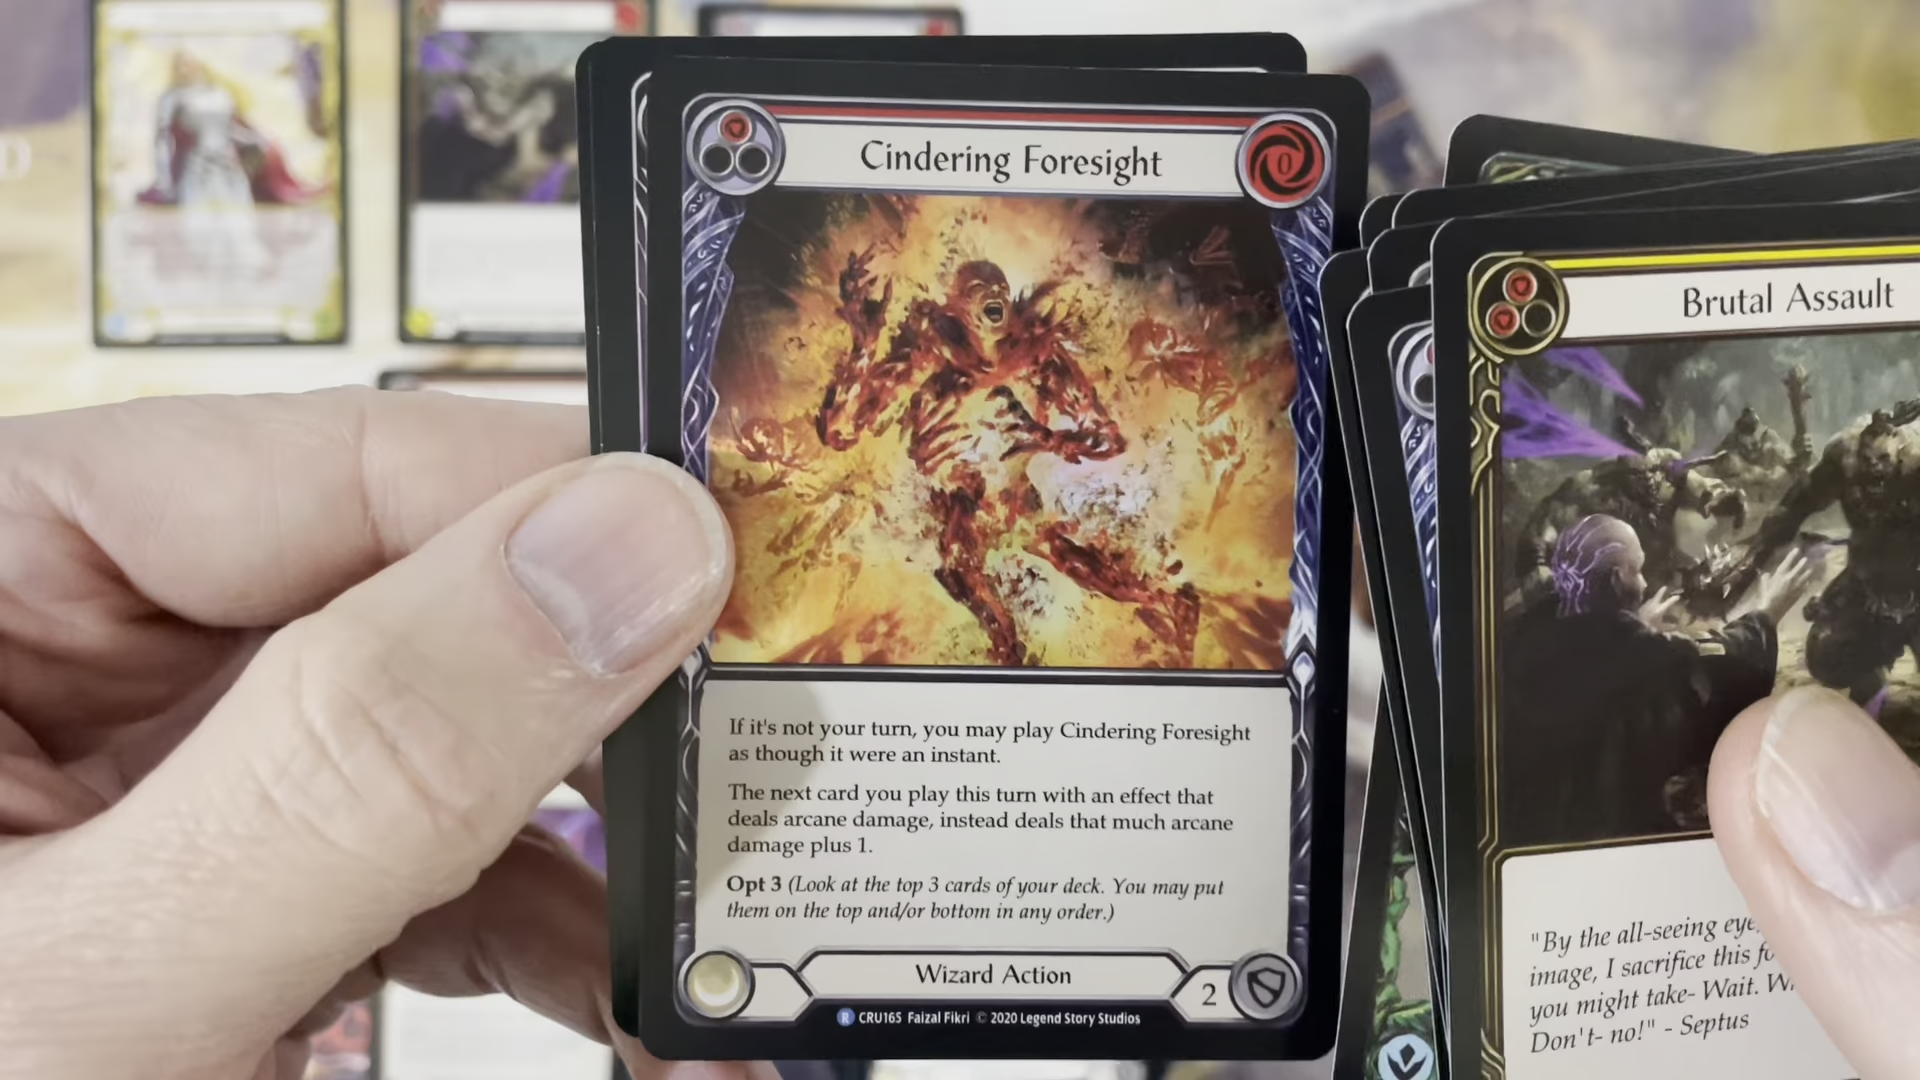 Cindering Foresight
0
If it's not your turn, you may play Cindering Foresight
as though it were an instant.
The next card you play this turn with an effect that
deals arcane damage, instead deals that much arcane
damage plus 1.
Opt 3 (Look at the top 3 cards of your deck. You may put
them on the top and/or bottom in any order.)
Wizard Action
2
R CRU165 Faizal Fikri © 2020 Legend Story Studios
Brutal Assault
"By the all-seeing eye,
image, I sacrifice this
you might take- Wait.
Don't- no!" - Septus